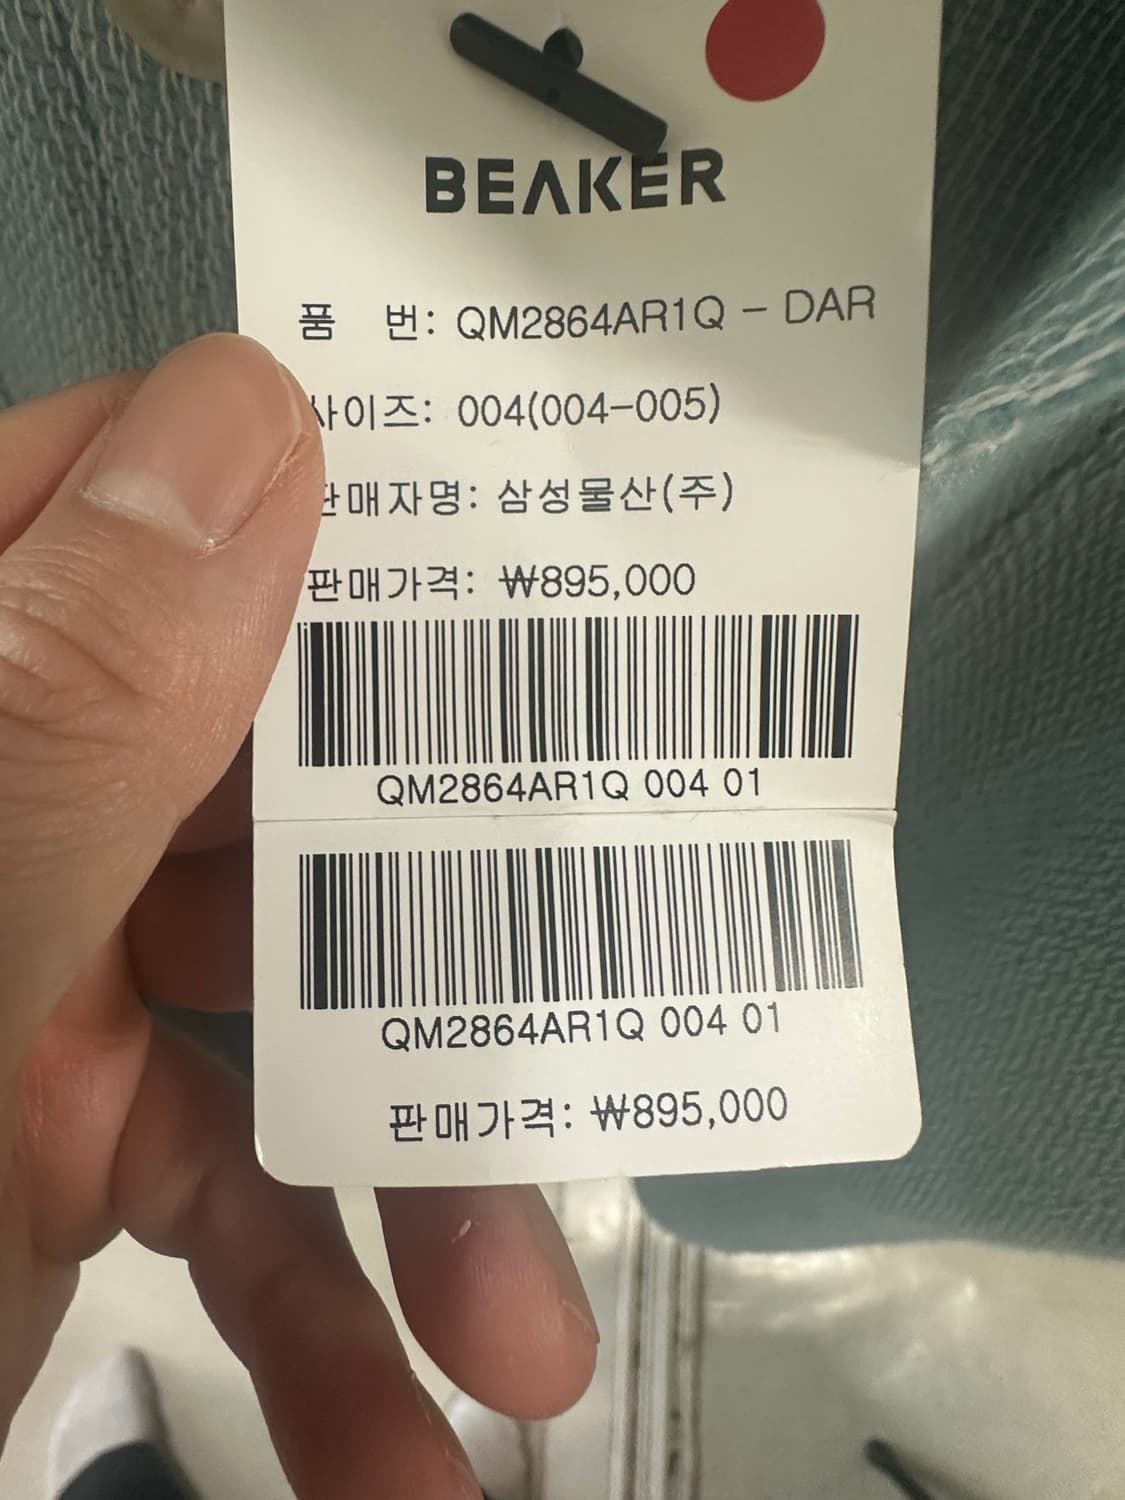 BEAKER
품 번: QM2864AR1Q - DAR
사이즈: 004(004-005)
판매자명: 삼성물산(주)
판매가격: ₩895,000
QM2864AR1Q 004 01
QM2864AR1Q 004 01
판매가격: ₩895,000